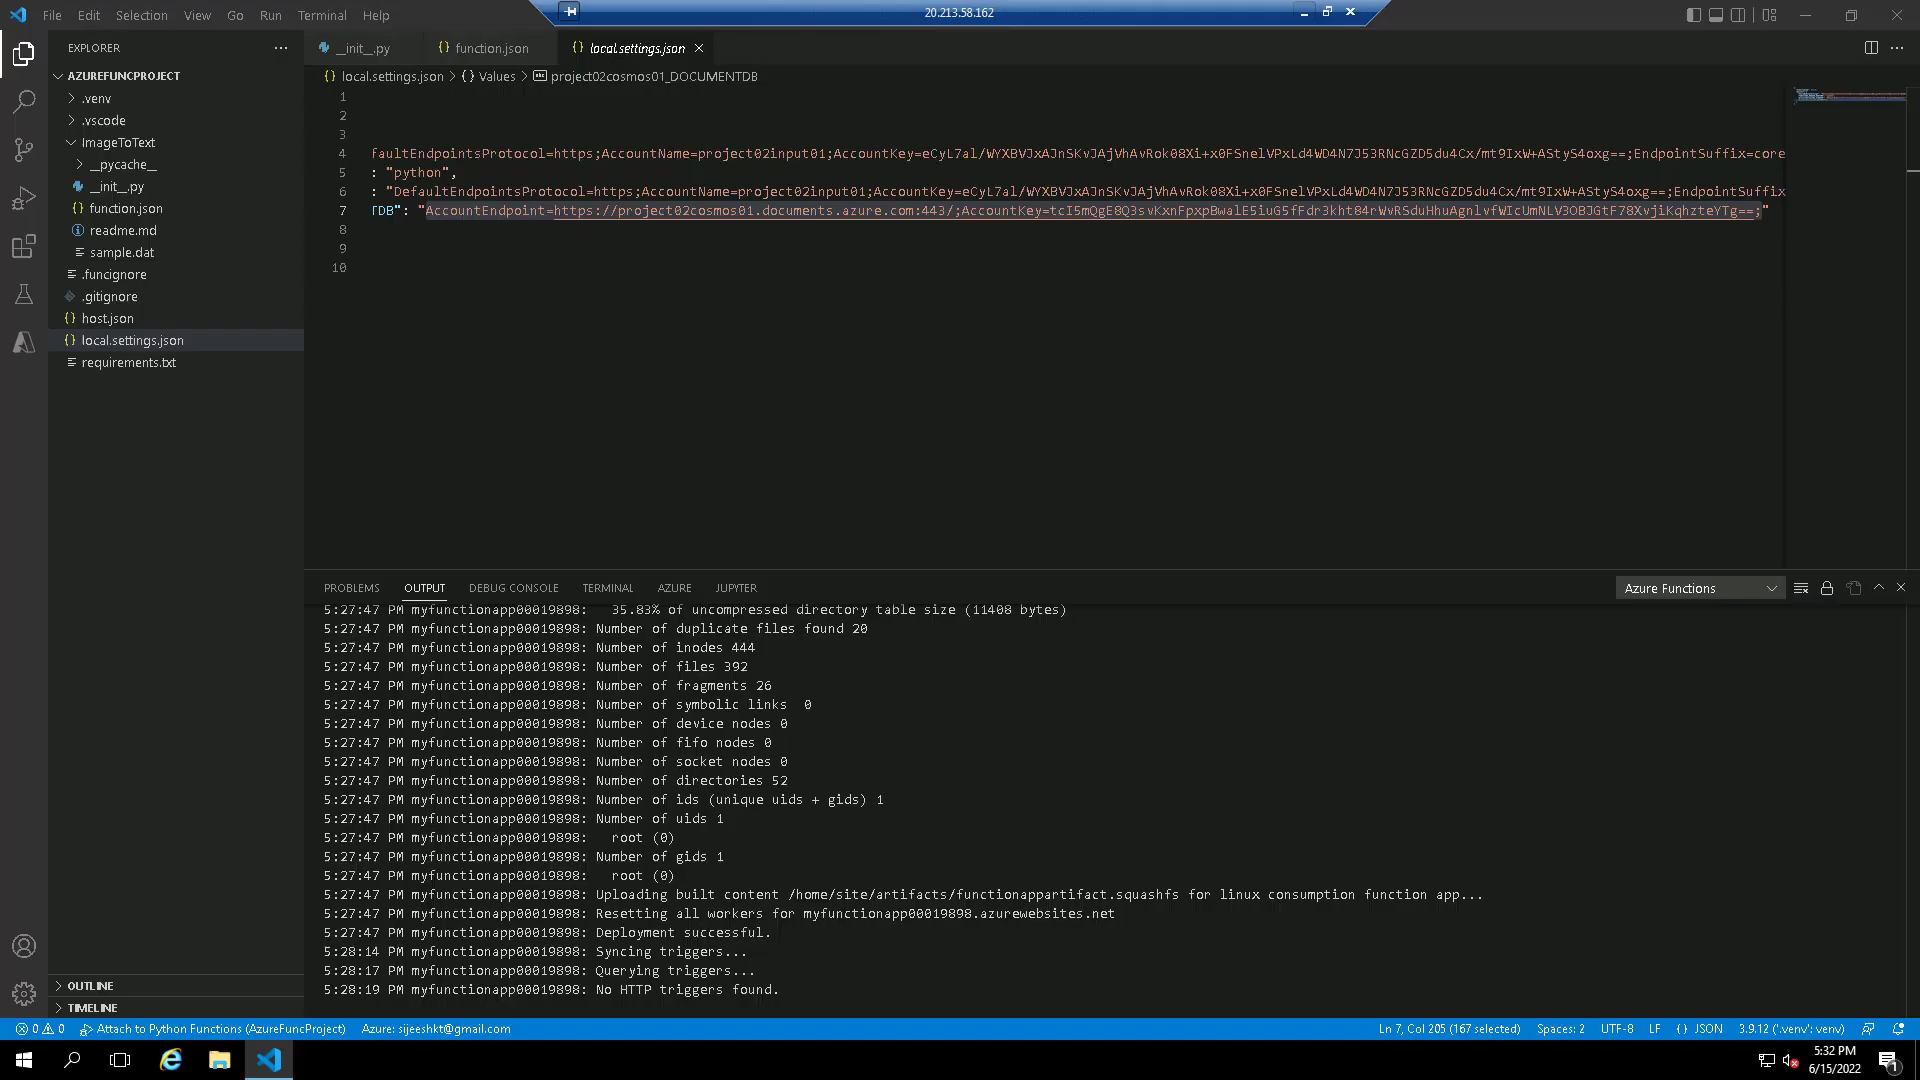 File Edit Selection View Go Run Terminal Help
20.213.58.162
EXPLORER
AZUREFUNCPROJECT
.venv
.vscode
ImageToText
__pycache__
__init__.py
function.json
readme.md
sample.dat
.funcignore
.gitignore
host.json
local.settings.json
requirements.txt
OUTLINE
TIMELINE
__init__.py function.json local.settings.json
local.settings.json > {} Values > project02cosmos01_DOCUMENTDB
1
2
3
4 faultEndpointsProtocol=https;AccountName=project02input01;AccountKey=eCyL7al/WYXBVJxAJnSKvJAjVhAvRok08Xi+x0FSnelVPxLd4WD4N7J53RNcGZD5du4Cx/mt9IxW+AStyS4oxg==;EndpointSuffix=core
5 : "python",
6 : "DefaultEndpointsProtocol=https;AccountName=project02input01;AccountKey=eCyL7al/WYXBVJxAJnSKvJAjVhAvRok08Xi+x0FSnelVPxLd4WD4N7J53RNcGZD5du4Cx/mt9IxW+AStyS4oxg==;EndpointSuffix
7 TDB": "AccountEndpoint=https://project02cosmos01.documents.azure.com:443/;AccountKey=tcI5mQgE8Q3svKxnFpxpBwalE5iuG5fFdr3kht84rWvRSduHhuAgnlvfWIcUmNLV3OBJGtF78XvjiKqhzteYTg==;"
8
9
10
PROBLEMS OUTPUT DEBUG CONSOLE TERMINAL AZURE JUPYTER
Azure Functions
5:27:47 PM myfunctionapp00019898:   35.83% of uncompressed directory table size (11408 bytes)
5:27:47 PM myfunctionapp00019898: Number of duplicate files found 20
5:27:47 PM myfunctionapp00019898: Number of inodes 444
5:27:47 PM myfunctionapp00019898: Number of files 392
5:27:47 PM myfunctionapp00019898: Number of fragments 26
5:27:47 PM myfunctionapp00019898: Number of symbolic links  0
5:27:47 PM myfunctionapp00019898: Number of device nodes 0
5:27:47 PM myfunctionapp00019898: Number of fifo nodes 0
5:27:47 PM myfunctionapp00019898: Number of socket nodes 0
5:27:47 PM myfunctionapp00019898: Number of directories 52
5:27:47 PM myfunctionapp00019898: Number of ids (unique uids + gids) 1
5:27:47 PM myfunctionapp00019898: Number of uids 1
5:27:47 PM myfunctionapp00019898:   root (0)
5:27:47 PM myfunctionapp00019898: Number of gids 1
5:27:47 PM myfunctionapp00019898:   root (0)
5:27:47 PM myfunctionapp00019898: Uploading built content /home/site/artifacts/functionappartifact.squashfs for linux consumption function app...
5:27:47 PM myfunctionapp00019898: Resetting all workers for myfunctionapp00019898.azurewebsites.net
5:27:47 PM myfunctionapp00019898: Deployment successful.
5:28:14 PM myfunctionapp00019898: Syncing triggers...
5:28:17 PM myfunctionapp00019898: Querying triggers...
5:28:19 PM myfunctionapp00019898: No HTTP triggers found.
0 0 Attach to Python Functions (AzureFuncProject) Azure: sijeeshkt@gmail.com Ln 7, Col 205 (167 selected) Spaces: 2 UTF-8 LF {} JSON 3.9.12 ('.venv': venv)
5:32 PM
6/15/2022
1